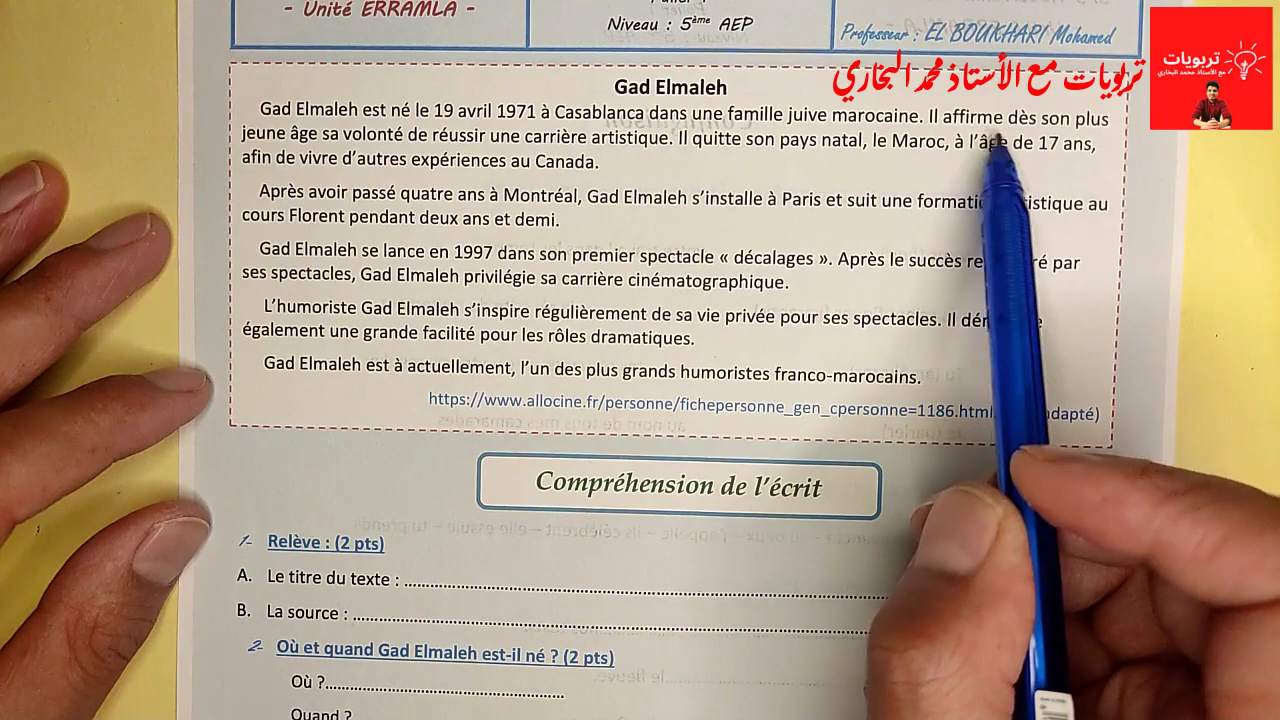 - Unité ERRAMLA -
Niveau : 5ème AEP
Professeur : EL BOUKHARI Mohamed
تربويات مع الأستاذ محمد البخاري
تربويات
مع الأستاذ محمد البخاري
Gad Elmaleh
Gad Elmaleh est né le 19 avril 1971 à Casablanca dans une famille juive marocaine. Il affirme dès son plus
jeune âge sa volonté de réussir une carrière artistique. Il quitte son pays natal, le Maroc, à l'âge de 17 ans,
afin de vivre d'autres expériences au Canada.
Après avoir passé quatre ans à Montréal, Gad Elmaleh s'installe à Paris et suit une au
cours Florent pendant deux ans et demi.
Gad Elmaleh se lance en 1997 dans son premier spectacle « décalages ». Après le succès par
ses spectacles, Gad Elmaleh privilégie sa carrière cinématographique.
L'humoriste Gad Elmaleh s'inspire régulièrement de sa vie privée pour ses spectacles. Il
également une grande facilité pour les rôles dramatiques.
Gad Elmaleh est à actuellement, l'un des plus grands humoristes franco-marocains.
https://www.allocine.fr/personne/fichepersonne_gen_cpersonne=1186.html
Compréhension de l'écrit
1- Relève : (2 pts)
A. Le titre du texte : ................................................
B. La source : ................................................
2- Où et quand Gad Elmaleh est-il né ? (2 pts)
Où ?................................................
Quand ?